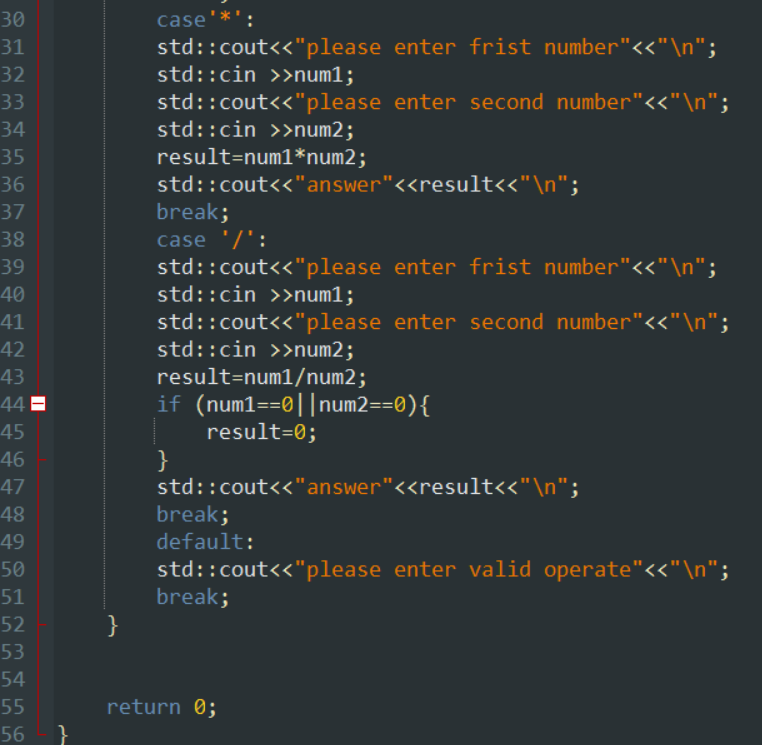 30 case'*':
31 std::cout<<"please enter frist number"<<"\n";
32 std::cin >>num1;
33 std::cout<<"please enter second number"<<"\n";
34 std::cin >>num2;
35 result=num1*num2;
36 std::cout<<"answer"<<result<<"\n";
37 break;
38 case '/':
39 std::cout<<"please enter frist number"<<"\n";
40 std::cin >>num1;
41 std::cout<<"please enter second number"<<"\n";
42 std::cin >>num2;
43 result=num1/num2;
44 if (num1==0||num2==0){
45 result=0;
46 }
47 std::cout<<"answer"<<result<<"\n";
48 break;
49 default:
50 std::cout<<"please enter valid operate"<<"\n";
51 break;
52 }
53
54
55 return 0;
56 }